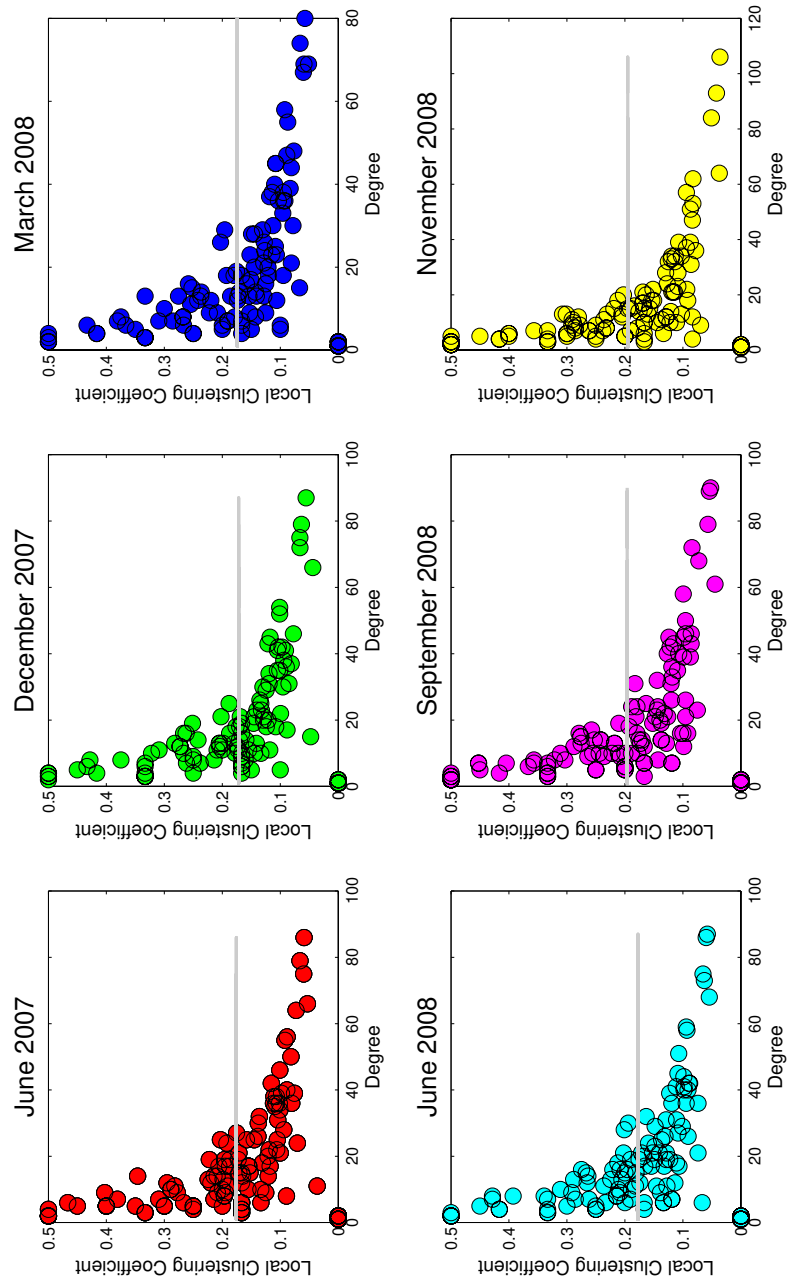 June 2007
0.5
0.4
0.3
0.2
0.1
0
Local Clustering Coefficient
0 20 40 60 80 100
Degree
December 2007
0.5
0.4
0.3
0.2
0.1
0
Local Clustering Coefficient
0 20 40 60 80 100
Degree
March 2008
0.5
0.4
0.3
0.2
0.1
0
Local Clustering Coefficient
0 20 40 60 80
Degree
June 2008
0.5
0.4
0.3
0.2
0.1
0
Local Clustering Coefficient
0 20 40 60 80 100
Degree
September 2008
0.5
0.4
0.3
0.2
0.1
0
Local Clustering Coefficient
0 20 40 60 80 100
Degree
November 2008
0.5
0.4
0.3
0.2
0.1
0
Local Clustering Coefficient
0 20 40 60 80 100 120
Degree